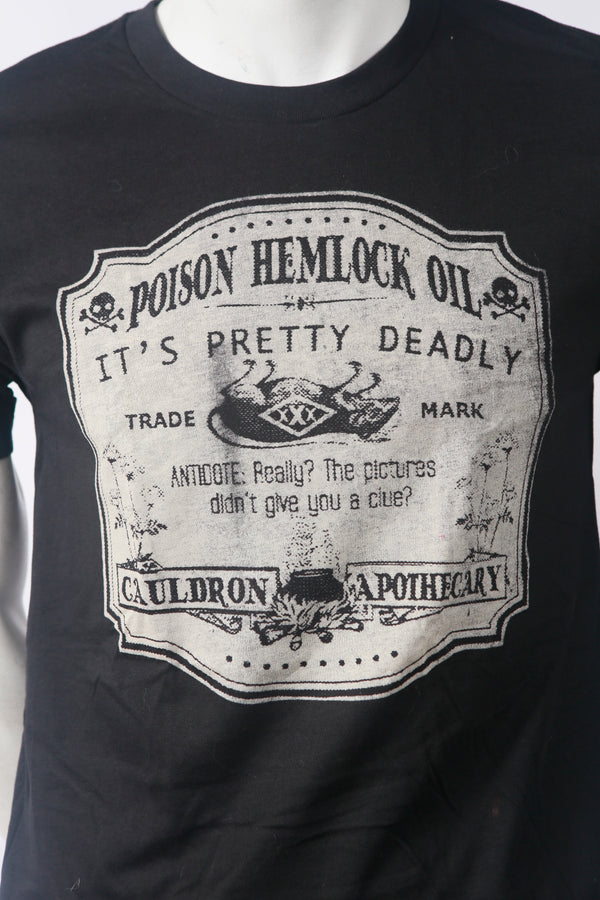 POISON HEMLOCK OIL
IT'S PRETTY DEADLY
TRADE XXX MARK
ANTIDOTE: Really? The pictures
didn't give you a clue?
CAULDRON APOTHECARY